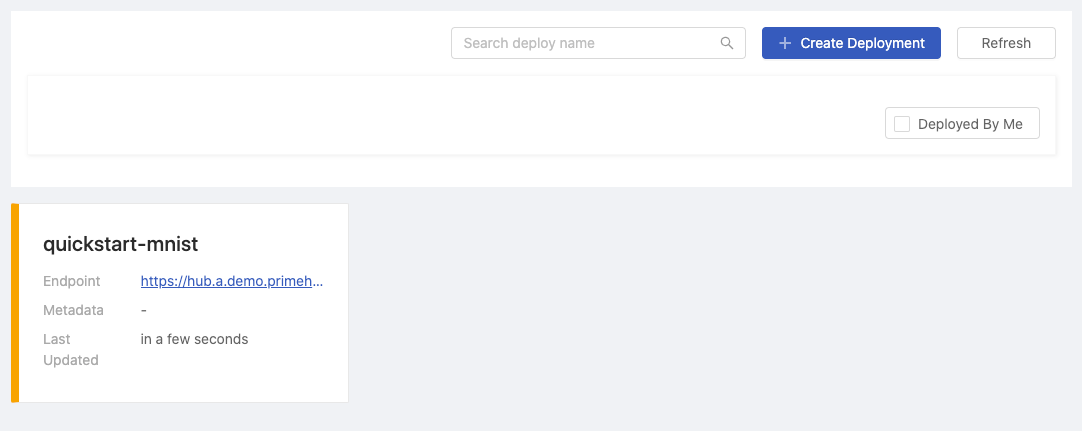 Search deploy name
Create Deployment
Refresh
Deployed By Me
quickstart-mnist
Endpoint https://hub.a.demo.primeh...
Metadata -
Last in a few seconds
Updated